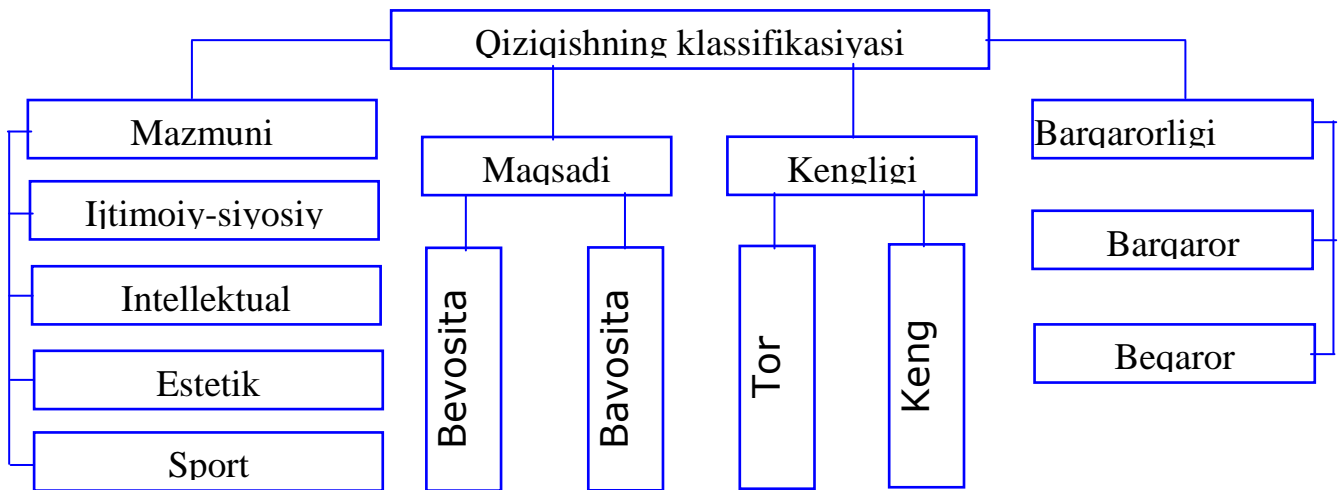 Qiziqishning klassifikasiyasi
Mazmuni
Ijtimoiy-siyosiy
Intellektual
Estetik
Sport
Maqsadi
Bevosita
Bavosita
Kengligi
Tor
Keng
Barqarorligi
Barqaror
Beqaror